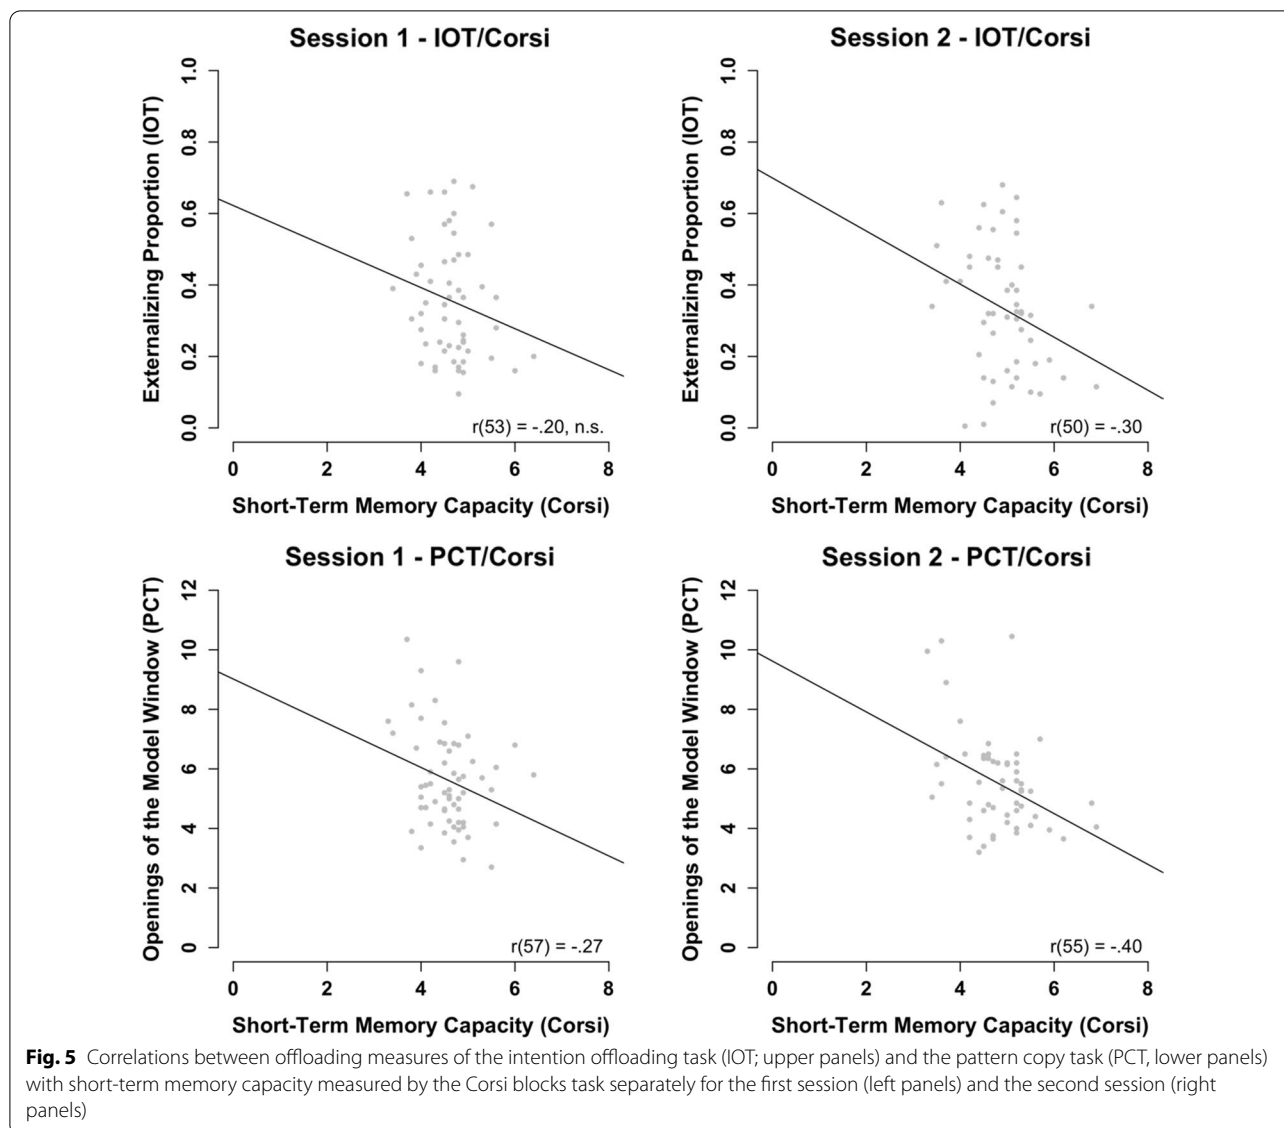 Session 1 - IOT/Corsi
Externalizing Proportion (IOT)
1.0
0.8
0.6
0.4
0.2
0.0
r(53) = -.20, n.s.
0 2 4 6 8
Short-Term Memory Capacity (Corsi)
Session 2 - IOT/Corsi
Externalizing Proportion (IOT)
1.0
0.8
0.6
0.4
0.2
0.0
r(50) = -.30
0 2 4 6 8
Short-Term Memory Capacity (Corsi)
Session 1 - PCT/Corsi
Openings of the Model Window (PCT)
12
10
8
6
4
2
0
r(57) = -.27
0 2 4 6 8
Short-Term Memory Capacity (Corsi)
Session 2 - PCT/Corsi
Openings of the Model Window (PCT)
12
10
8
6
4
2
0
r(55) = -.40
0 2 4 6 8
Short-Term Memory Capacity (Corsi)
Fig. 5 Correlations between offloading measures of the intention offloading task (IOT; upper panels) and the pattern copy task (PCT, lower panels)
with short-term memory capacity measured by the Corsi blocks task separately for the first session (left panels) and the second session (right
panels)